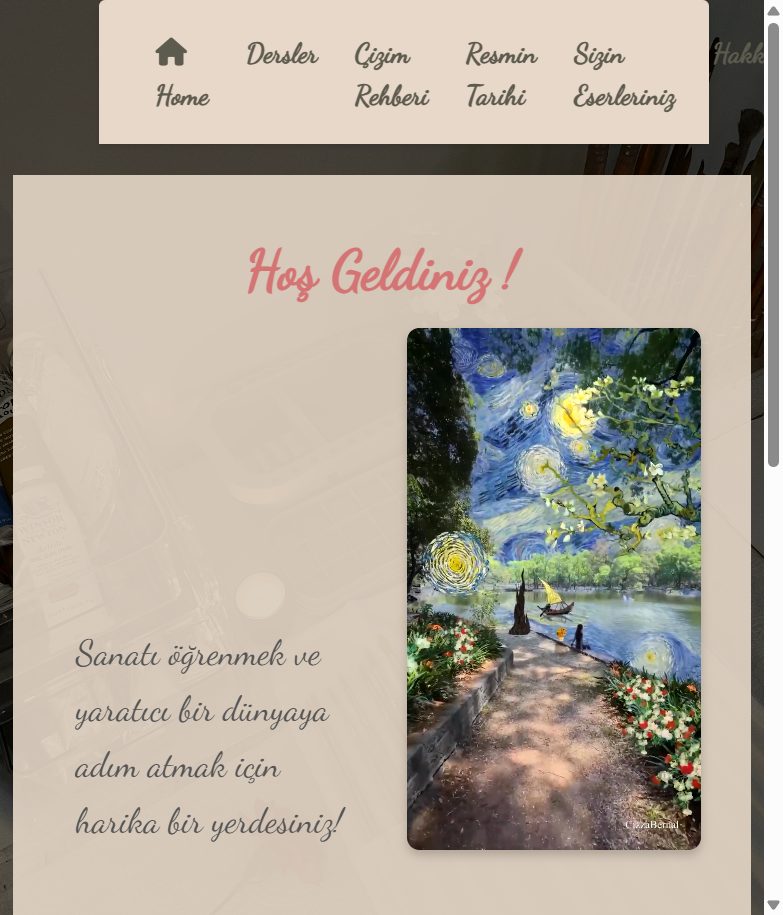 Home
Dersler
Çizim
Rehberi
Resmin
Tarihi
Sizin
Eserleriniz
Hakk
Hoş Geldiniz !
Sanatı öğrenmek ve
yaratıcı bir dünyaya
adım atmak için
harika bir yerdesiniz!
CizzaBernal